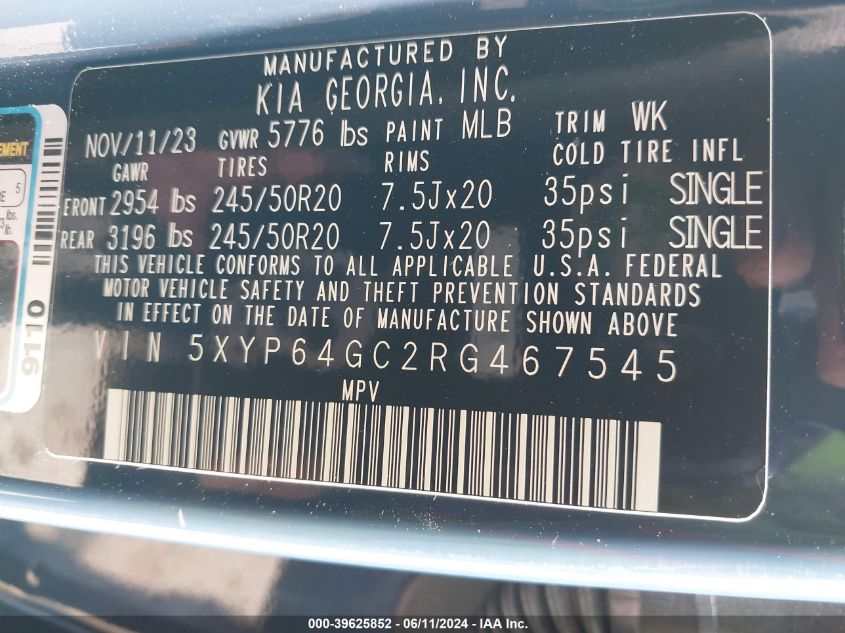 MANUFACTURED BY
KIA GEORGIA, INC.
NOV/11/23 GVWR 5776 lbs PAINT MLB TRIM WK
GAWR TIRES RIMS COLD TIRE INFL
FRONT 2954 lbs 245/50R20 7.5Jx20 35psi SINGLE
REAR 3196 lbs 245/50R20 7.5Jx20 35psi SINGLE
THIS VEHICLE CONFORMS TO ALL APPLICABLE U.S.A. FEDERAL
MOTOR VEHICLE SAFETY AND THEFT PREVENTION STANDARDS
IN EFFECT ON THE DATE OF MANUFACTURE SHOWN ABOVE
VIN 5XYP64GC2RG467545
MPV
5
lbs.
lb.
9110
000-39625852 / 06/11/2024 - IAA Inc.